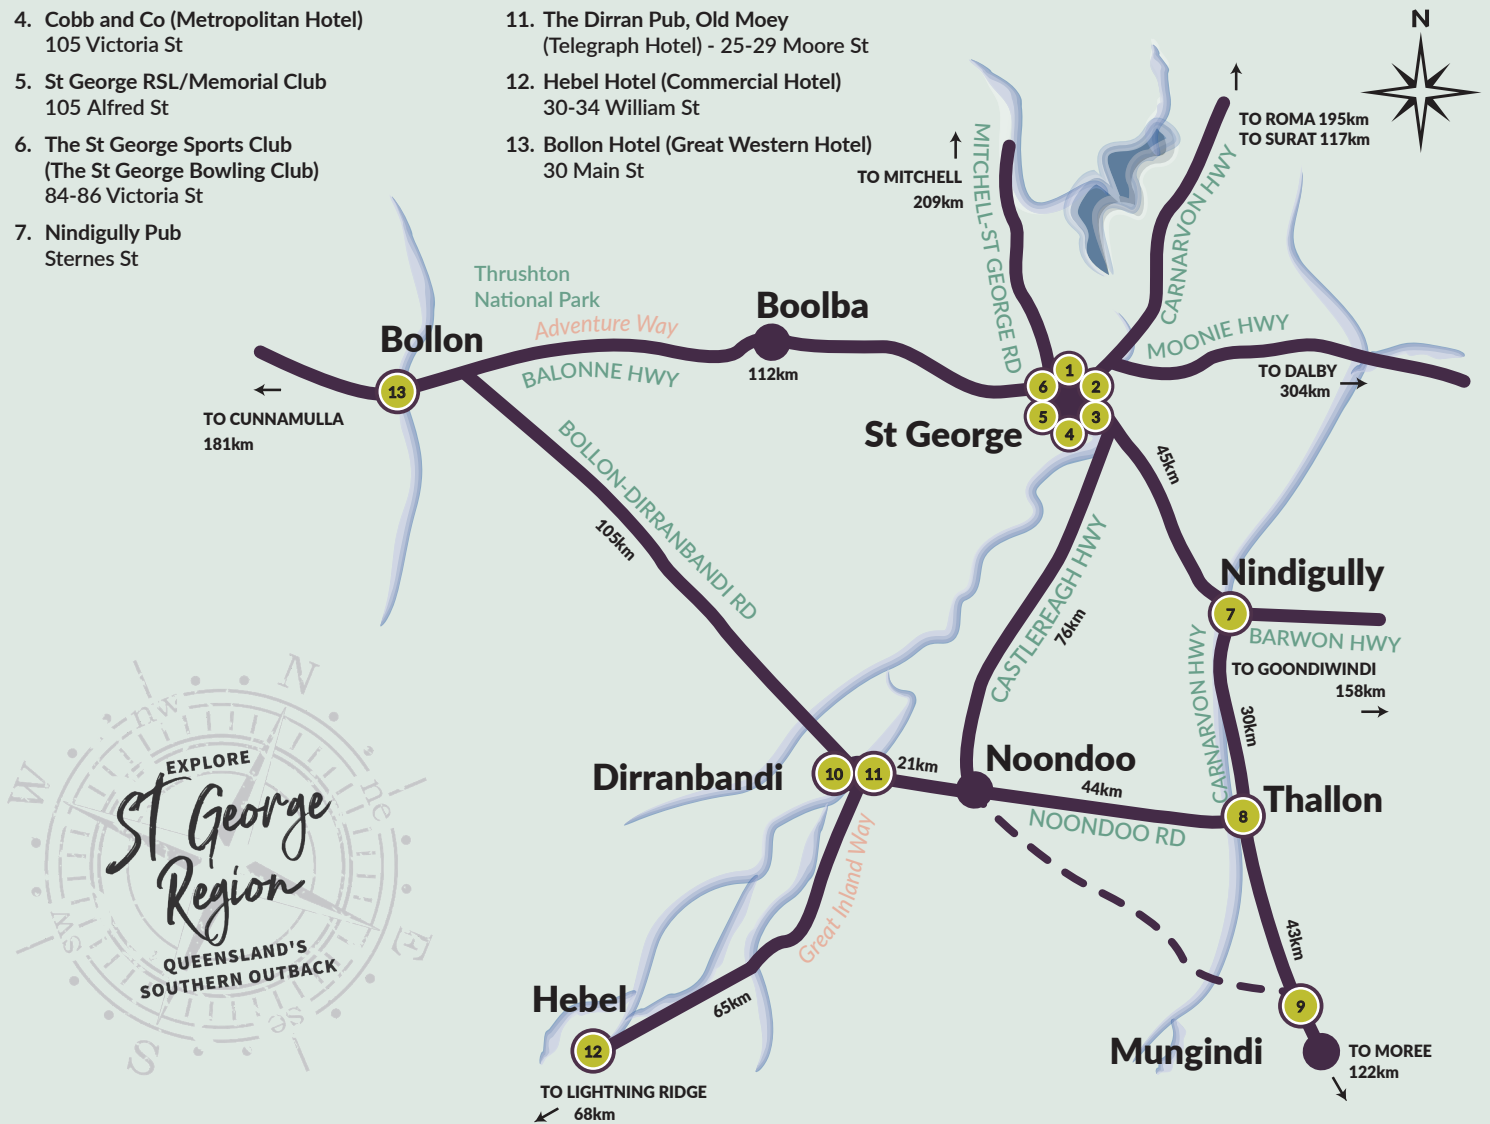 4. Cobb and Co (Metropolitan Hotel)
105 Victoria St
5. St George RSL/Memorial Club
105 Alfred St
6. The St George Sports Club
(The St George Bowling Club)
84-86 Victoria St
7. Nindigully Pub
Sternes St
11. The Dirran Pub, Old Moey
(Telegraph Hotel) - 25-29 Moore St
12. Hebel Hotel (Commercial Hotel)
30-34 William St
13. Bollon Hotel (Great Western Hotel)
30 Main St
N
TO ROMA 195km
TO SURAT 117km
TO MITCHELL
209km
MITCHELL-ST GEORGE RD
CARNARVON HWY
MOONIE HWY
TO DALBY
304km
Thrushton
National Park
Adventure Way
BALONNE HWY
Boolba
112km
Bollon
13
TO CUNNAMULLA
181km
1
2
3
4
5
6
St George
45km
BOLLON-DIRRANBANDI RD
105km
CASTLEREAGH HWY
76km
Nindigully
7
BARWON HWY
TO GOONDIWINDI
158km
CARNARVON HWY
30km
Dirranbandi
10
11
21km
Noondoo
44km
NOONDOO RD
Thallon
8
Great Inland Way
43km
9
Mungindi
TO MOREE
122km
Hebel
12
65km
TO LIGHTNING RIDGE
68km
N
ne
E
se
S
sw
W
nw
EXPLORE
St George
Region
QUEENSLAND'S
SOUTHERN OUTBACK